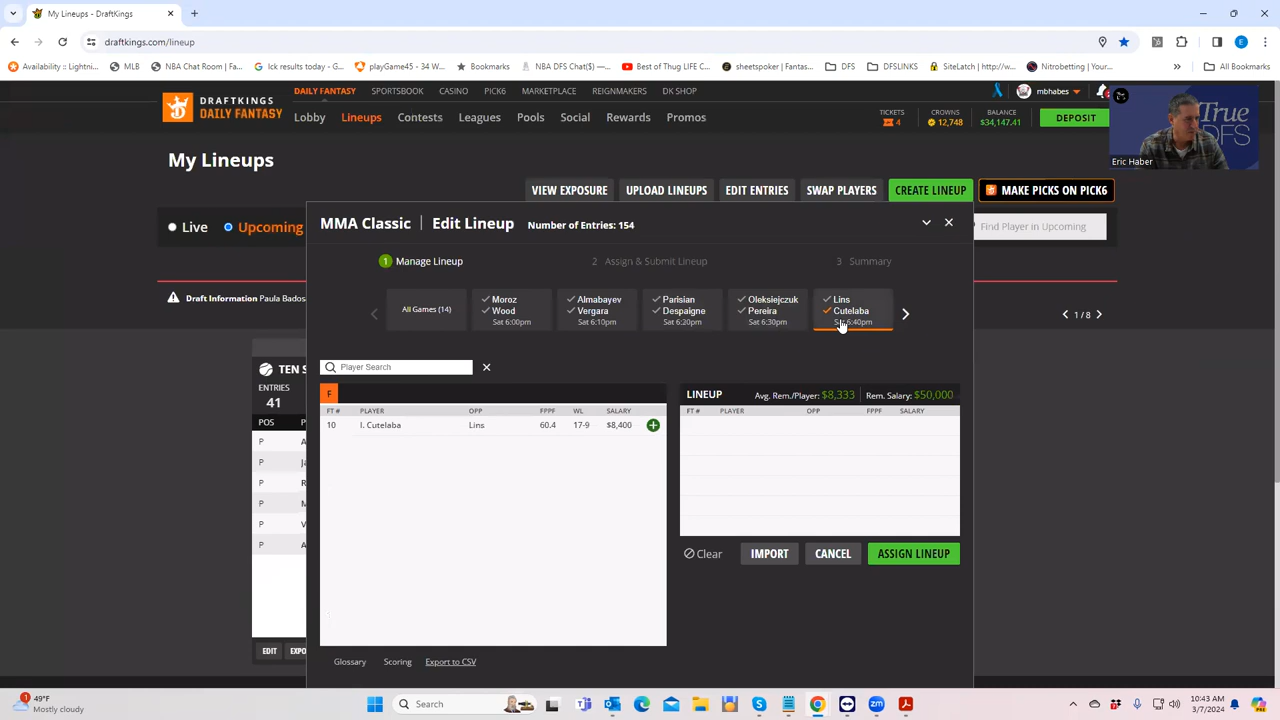 My Lineups - DraftKings
draftkings.com/lineup
Availability :: Lightni...
MLB
NBA Chat Room | Fa...
Ick results today - G...
playGame45 - 34 W...
Bookmarks
NBA DFS Chat($) —...
Best of Thug LIFE C...
sheetspoker | Fantas...
DFS
DFSLINKS
SiteLatch | http://w...
Nitrobetting | Your...
All Bookmarks
DRAFTKINGS
DAILY FANTASY
DAILY FANTASY
SPORTSBOOK
CASINO
PICK6
MARKETPLACE
REIGNMAKERS
DK SHOP
mbhabes
Lobby
Lineups
Contests
Leagues
Pools
Social
Rewards
Promos
TICKETS
4
CROWNS
12,748
BALANCE
$34,147.41
DEPOSIT
True
DFS
Eric Haber
My Lineups
VIEW EXPOSURE
UPLOAD LINEUPS
EDIT ENTRIES
SWAP PLAYERS
CREATE LINEUP
MAKE PICKS ON PICK6
Live
Upcoming
Find Player in Upcoming
Draft Information Paula Bados
1 / 8
MMA Classic | Edit Lineup
Number of Entries: 154
1 Manage Lineup
2 Assign & Submit Lineup
3 Summary
All Games (14)
Moroz
Wood
Sat 6:00pm
Almabayev
Vergara
Sat 6:10pm
Parisian
Despaigne
Sat 6:20pm
Oleksiejczuk
Pereira
Sat 6:30pm
Lins
Cutelaba
Sat 6:40pm
Player Search
F
FT # PLAYER OPP FPPF WL SALARY
10 I. Cutelaba Lins 60.4 17-9 $8,400
LINEUP
Avg. Rem./Player: $8,333
Rem. Salary: $50,000
FT # PLAYER OPP FPPF SALARY
Clear
IMPORT
CANCEL
ASSIGN LINEUP
Glossary
Scoring
Export to CSV
TEN S
ENTRIES
41
POS P
P A
P Ja
P R
P M
P V
P A
EDIT
EXPO
49°F
Mostly cloudy
Search
10:43 AM
3/7/2024